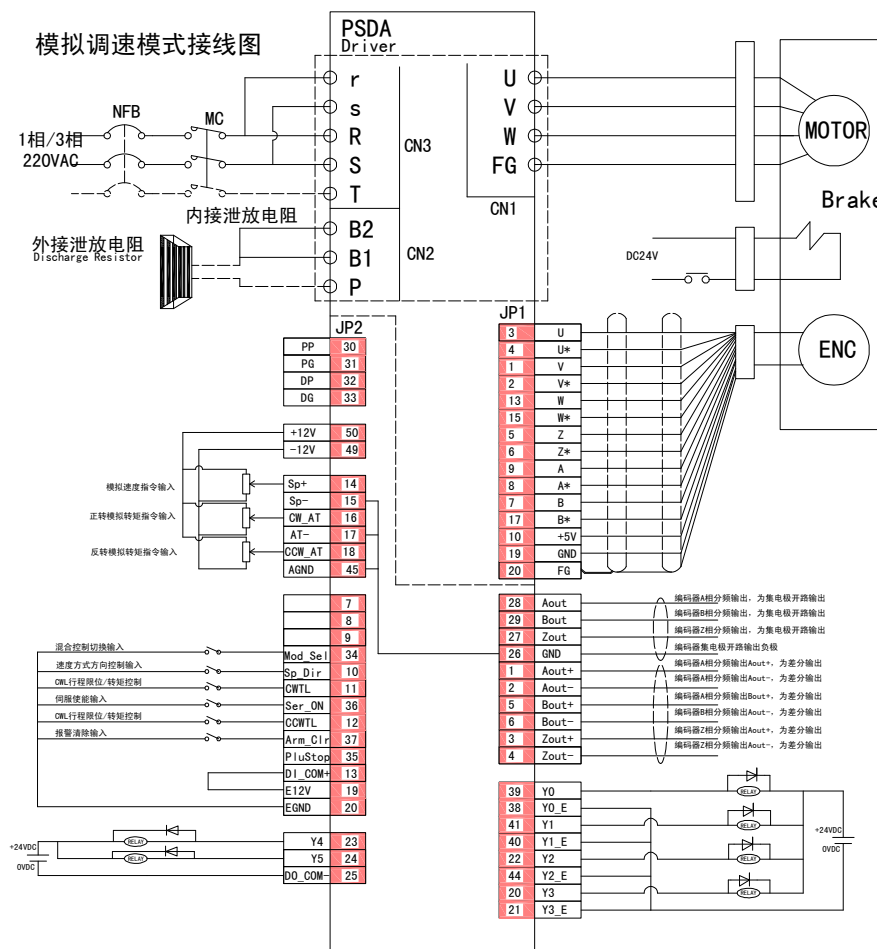 模拟调速模式接线图
PSDA
Driver
1相/3相
220VAC
NFB
MC
r
s
R
S
T
CN3
内接泄放电阻
外接泄放电阻
Discharge Resistor
B2
B1
P
CN2
U
V
W
FG
CN1
MOTOR
Brake
DC24V
ENC
JP2
PP 30
PG 31
DP 32
DG 33
+12V 50
-12V 49
模拟速度指令输入
正转模拟转矩指令输入
反转模拟转矩指令输入
Sp+ 14
Sp- 15
CW_AT 16
AT- 17
CCW_AT 18
AGND 45
7
8
9
混合控制切换输入 Mod_Sel 34
速度方式方向控制输入 Sp_Dir 10
CWL行程限位/转矩控制 CWTL 11
伺服使能输入 Ser_ON 36
CWL行程限位/转矩控制 CCWTL 12
报警清除输入 Arm_Clr 37
PluStop 35
DI_COM+ 13
E12V 19
EGND 20
+24VDC
0VDC
RELAY
RELAY
Y4 23
Y5 24
DO_COM- 25
JP1
3 U
4 U*
1 V
2 V*
13 W
15 W*
5 Z
6 Z*
9 A
8 A*
7 B
17 B*
10 +5V
19 GND
20 FG
28 Aout 编码器A相分频输出，为集电极开路输出
29 Bout 编码器B相分频输出，为集电极开路输出
27 Zout 编码器Z相分频输出，为集电极开路输出
26 GND 编码器集电极开路输出负极
1 Aout+ 编码器A相分频输出Aout+，为差分输出
2 Aout- 编码器A相分频输出Aout-，为差分输出
5 Bout+ 编码器B相分频输出Aout+，为差分输出
6 Bout- 编码器B相分频输出Aout-，为差分输出
3 Zout+ 编码器Z相分频输出Aout+，为差分输出
4 Zout- 编码器Z相分频输出Aout-，为差分输出
39 Y0
38 Y0_E
41 Y1
40 Y1_E
22 Y2
44 Y2_E
20 Y3
21 Y3_E
RELAY
RELAY
RELAY
RELAY
+24VDC
0VDC